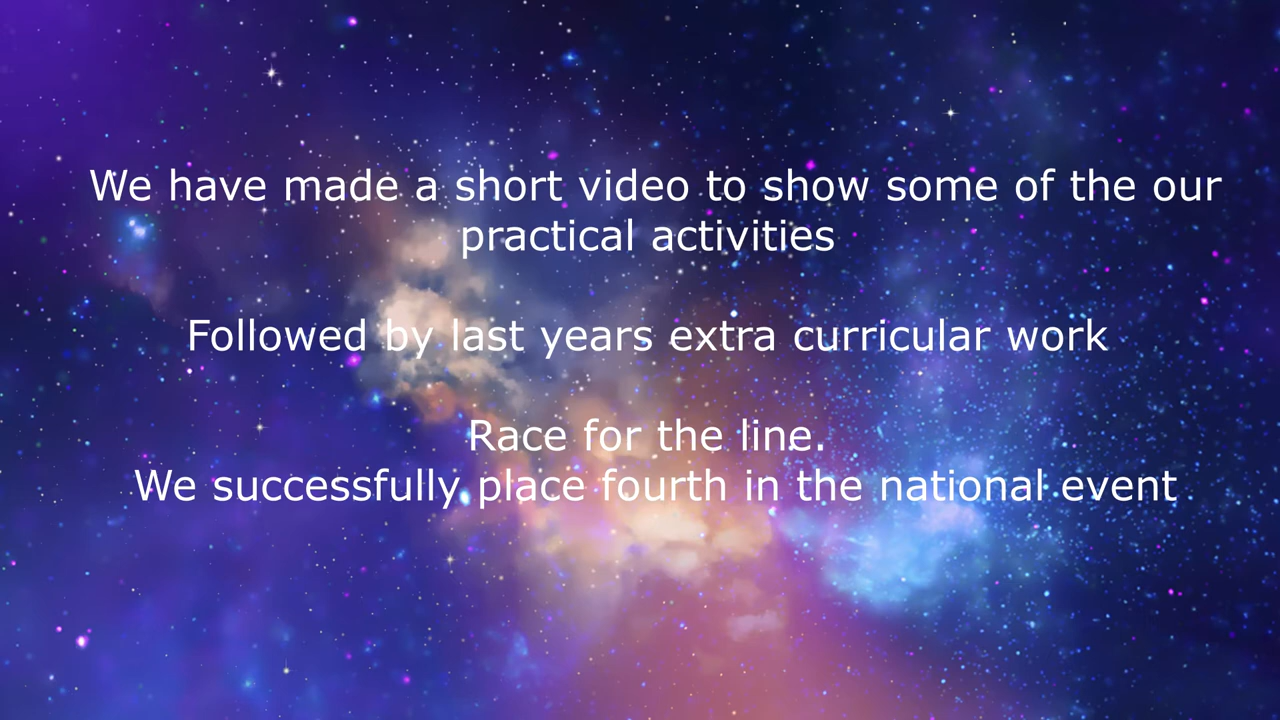 We have made a short video to show some of the our
practical activities
Followed by last years extra curricular work
Race for the line.
We successfully place fourth in the national event